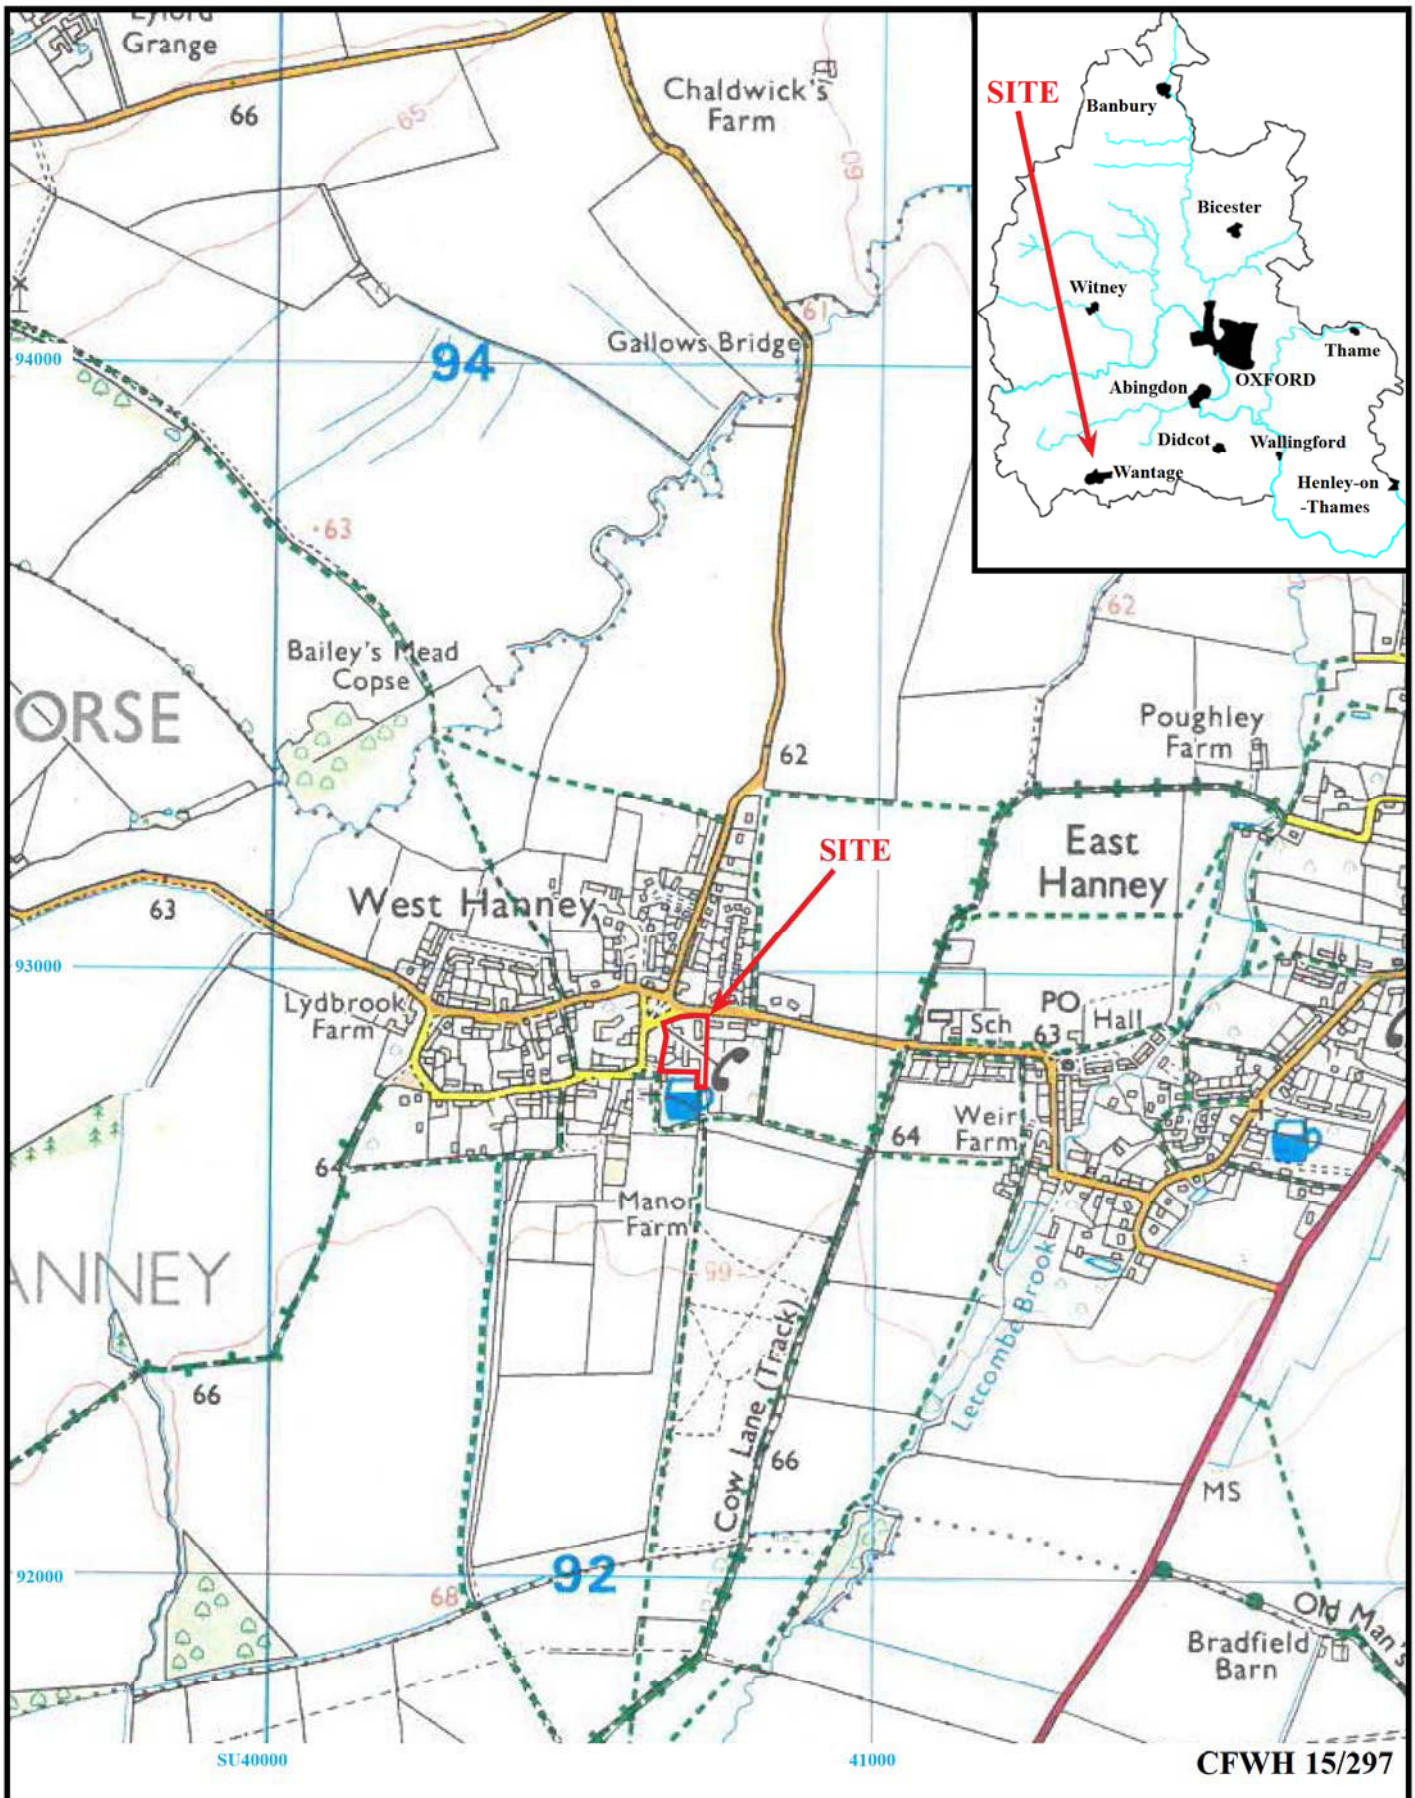 Grange
66
65
Chaldwick's
Farm
60
61
Gallows Bridge
94000
94
63
Bailey's Mead
Copse
ORSE
62
62
Poughley
Farm
SITE
East
Hanney
63
West Hanney
93000
Lydbrook
Farm
PO
Sch
63
Hall
Weir
Farm
64
64
Manor
Farm
ANNEY
66
Letcombe Brook
66
Cow Lane (Track)
66
MS
92
92000
68
Old Man's
Bradfield
Barn
SU40000
41000
CFWH 15/297
SITE
Banbury
Bicester
Witney
Thame
OXFORD
Abingdon
Didcot
Wallingford
Wantage
Henley-on
-Thames